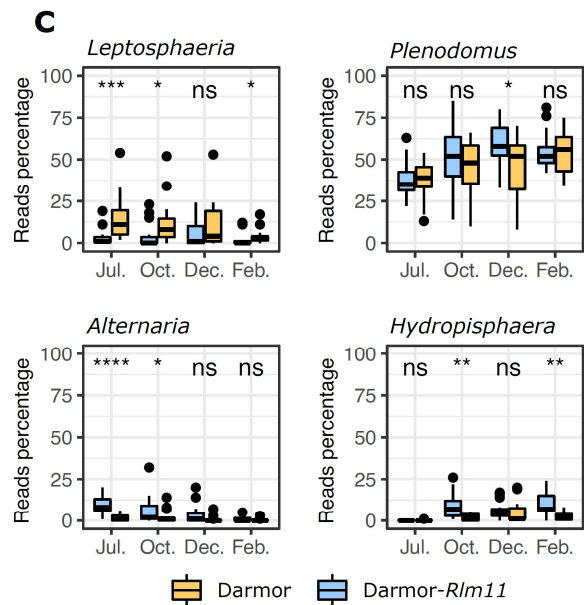 C
Leptosphaeria
Plenodomus
Reads percentage
100
75
50
25
0
*** * ns *
Jul. Oct. Dec. Feb.
Reads percentage
100
75
50
25
0
ns ns * ns
Jul. Oct. Dec. Feb.
Alternaria
Hydropisphaera
Reads percentage
100
75
50
25
0
**** * ns ns
Jul. Oct. Dec. Feb.
Reads percentage
100
75
50
25
0
ns ** ns **
Jul. Oct. Dec. Feb.
Darmor Darmor-Rlm11